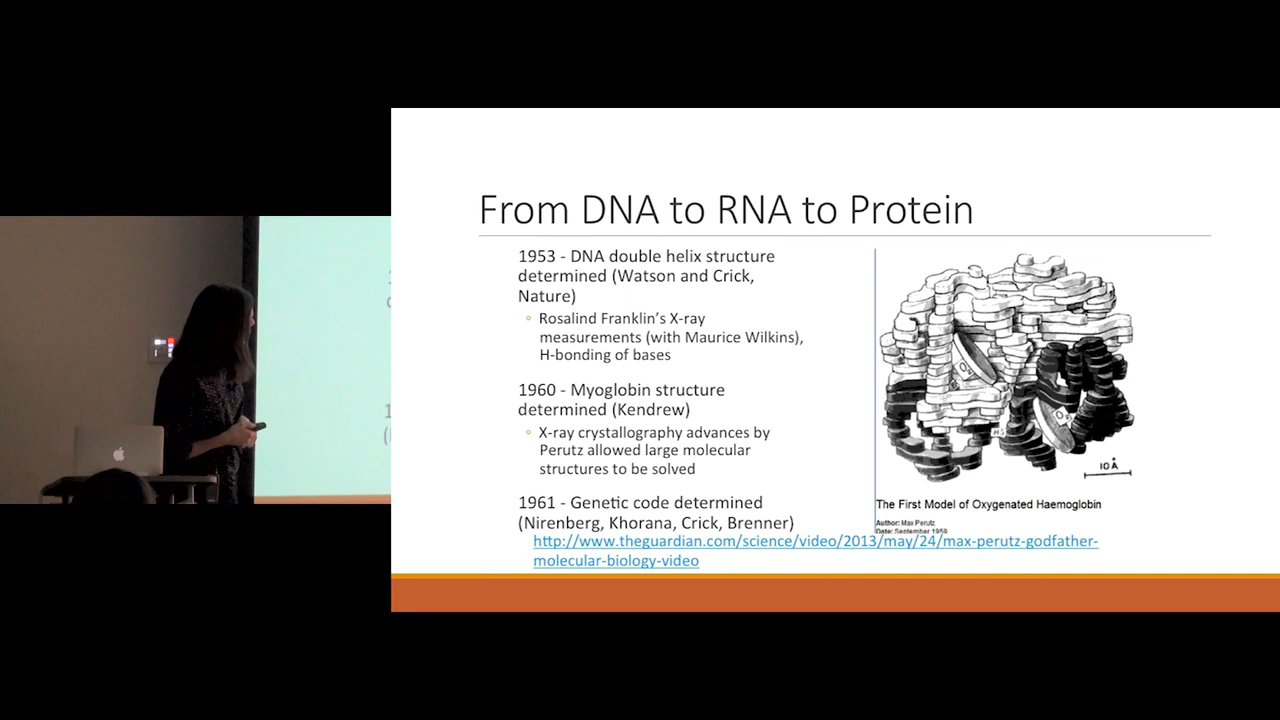 From DNA to RNA to Protein
1953 - DNA double helix structure
determined (Watson and Crick,
Nature)
◦ Rosalind Franklin’s X-ray
measurements (with Maurice Wilkins),
H-bonding of bases
1960 - Myoglobin structure
determined (Kendrew)
◦ X-ray crystallography advances by
Perutz allowed large molecular
structures to be solved
1961 - Genetic code determined
(Nirenberg, Khorana, Crick, Brenner)
http://www.theguardian.com/science/video/2013/may/24/max-perutz-godfather-
molecular-biology-video
10 Å
The First Model of Oxygenated Haemoglobin
Author: Max Perutz
Date: September 1959